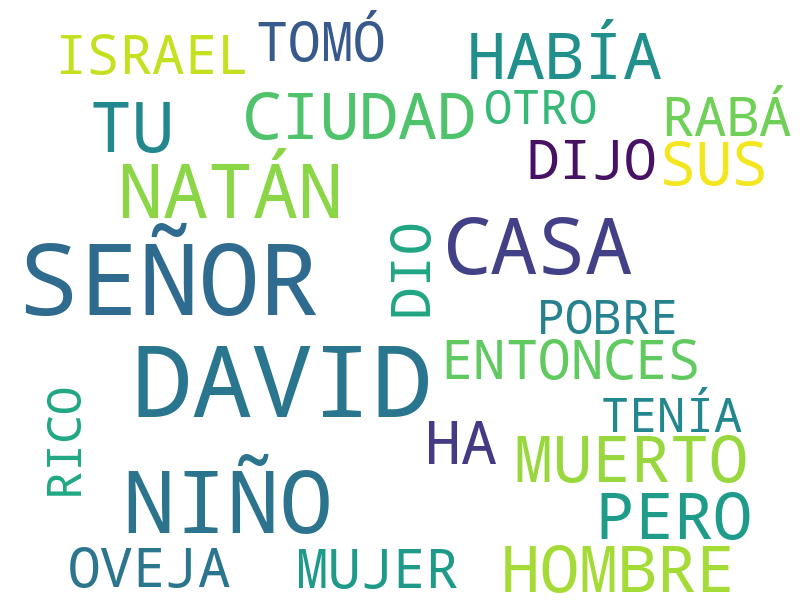 ISRAEL TOMÓ HABÍA
TU CIUDAD OTRO RABÁ
NATÁN DIJO SUS
SEÑOR DIO CASA
POBRE
DAVID ENTONCES
RICO TENÍA
HA MUERTO
NIÑO PERO
OVEJA MUJER HOMBRE